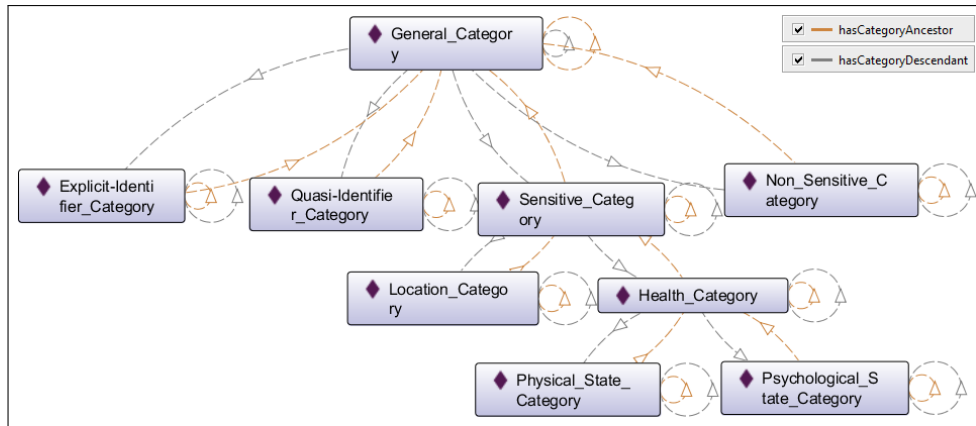 General_Categor
y
hasCategoryAncestor
hasCategoryDescendant
Explicit-Identi
fier_Category
Quasi-Identifie
r_Category
Sensitive_Categ
ory
Non_Sensitive_C
ategory
Location_Catego
ry
Health_Category
Physical_State_
Category
Psychological_S
tate_Category